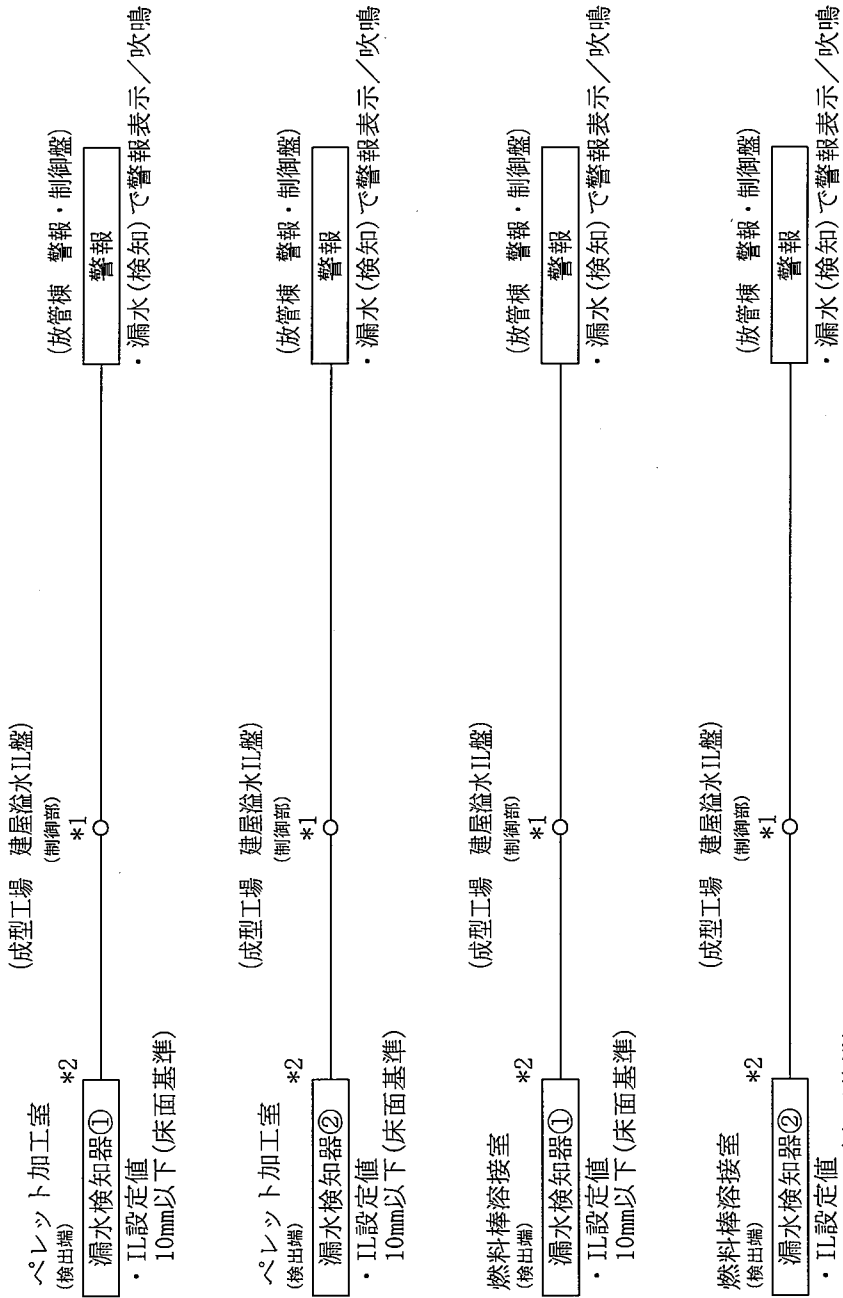 ペレット加工室
(検出端)
*2
漏水検知器①
・IL設定値
10mm以下(床面基準)
(成型工場 建屋溢水IL盤)
(制御部)
*1
(放管棟 警報・制御盤)
警報
・漏水(検知)で警報表示/吹鳴
ペレット加工室
(検出端)
*2
漏水検知器②
・IL設定値
10mm以下(床面基準)
(成型工場 建屋溢水IL盤)
(制御部)
*1
(放管棟 警報・制御盤)
警報
・漏水(検知)で警報表示/吹鳴
燃料棒溶接室
(検出端)
*2
漏水検知器①
・IL設定値
10mm以下(床面基準)
(成型工場 建屋溢水IL盤)
(制御部)
*1
(放管棟 警報・制御盤)
警報
・漏水(検知)で警報表示/吹鳴
燃料棒溶接室
(検出端)
*2
漏水検知器②
・IL設定値
(成型工場 建屋溢水IL盤)
(制御部)
*1
(放管棟 警報・制御盤)
警報
・漏水(検知)で警報表示/吹鳴